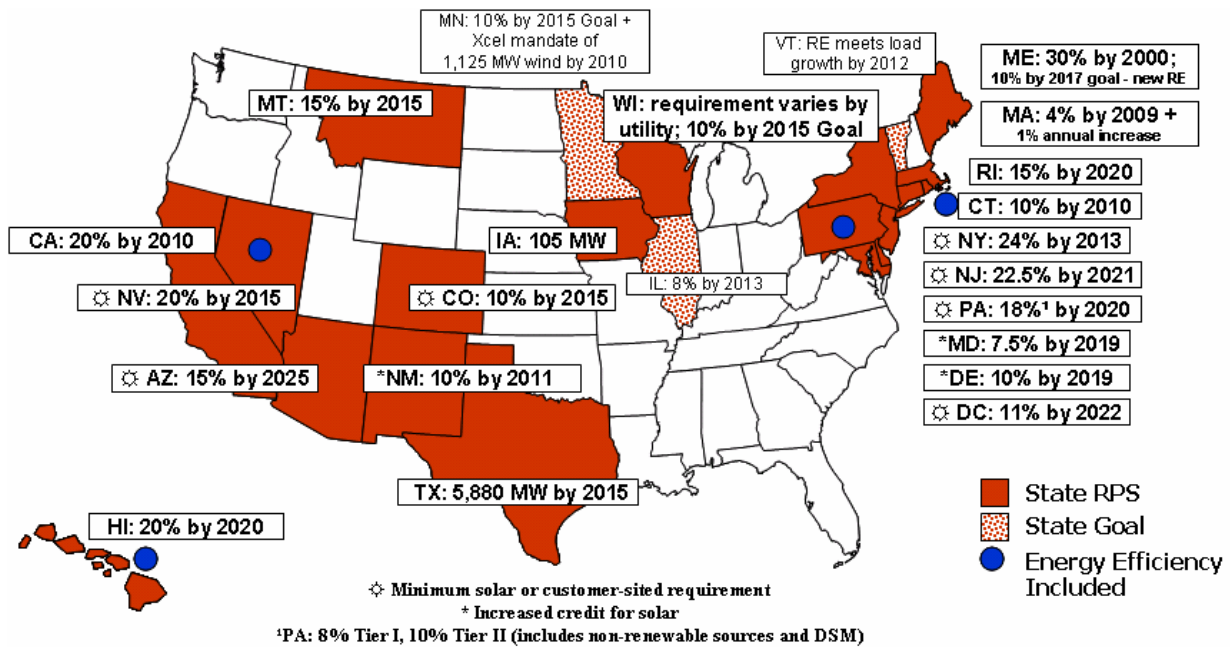 MN: 10% by 2015 Goal +
Xcel mandate of
1,125 MW wind by 2010
VT: RE meets load
growth by 2012
ME: 30% by 2000;
10% by 2017 goal - new RE
MT: 15% by 2015
WI: requirement varies by
utility; 10% by 2015 Goal
MA: 4% by 2009 +
1% annual increase
RI: 15% by 2020
CT: 10% by 2010
CA: 20% by 2010
IA: 105 MW
☼ NY: 24% by 2013
IL: 8% by 2013
☼ NJ: 22.5% by 2021
☼ NV: 20% by 2015
☼ CO: 10% by 2015
☼ PA: 18%¹ by 2020
*MD: 7.5% by 2019
☼ AZ: 15% by 2025
*NM: 10% by 2011
*DE: 10% by 2019
☼ DC: 11% by 2022
TX: 5,880 MW by 2015
State RPS
State Goal
Energy Efficiency
Included
HI: 20% by 2020
☼ Minimum solar or customer-sited requirement
* Increased credit for solar
¹PA: 8% Tier I, 10% Tier II (includes non-renewable sources and DSM)